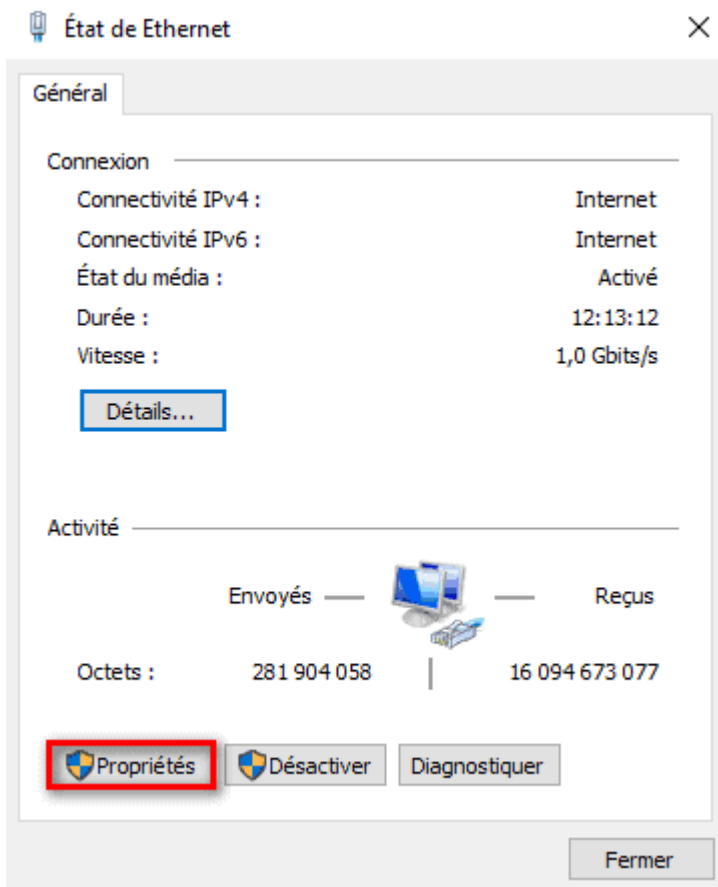 État de Ethernet
Général
Connexion
Connectivité IPv4 : Internet
Connectivité IPv6 : Internet
État du média : Activé
Durée : 12:13:12
Vitesse : 1,0 Gbits/s
Détails...
Activité
Envoyés Reçus
Octets : 281 904 058 16 094 673 077
Propriétés Désactiver Diagnostiquer
Fermer